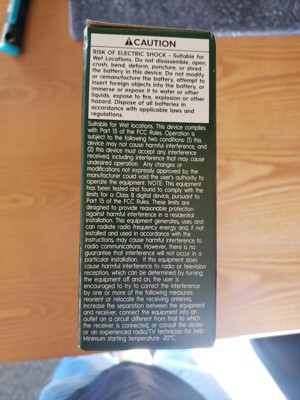 ⚠CAUTION
RISK OF ELECTRIC SHOCK - Suitable for
Wet Locations. Do not disassemble, open,
crush, bend, deform, puncture, or shred
the battery in this device. Do not modify
or remanufacture the battery, attempt to
insert foreign objects into the battery, or
immerse or expose it to water or other
liquids, expose to fire, explosion or other
hazard. Dispose of all batteries in
accordance with applicable laws and
regulations.
Suitable for Wet locations. This device complies
with Part 15 of the FCC Rules. Operation is
subject to the following two conditions: (1) this
device may not cause harmful interference, and
(2) this device must accept any interference
received, including interference that may cause
undesired operation. Any changes or
modifications not expressly approved by the
manufacturer could void the user's authority to
operate the equipment. NOTE: This equipment
has been tested and found to comply with the
limits for a Class B digital device, pursuant to
Part 15 of the FCC Rules. These limits are
designed to provide reasonable protection
against harmful interference in a residential
installation. This equipment generates, uses and
can radiate radio frequency energy and, if not
installed and used in accordance with the
instructions, may cause harmful interference to
radio communications. However, there is no
guarantee that interference will not occur in a
particular installation. If this equipment does
cause harmful interference to radio or television
reception, which can be determined by turning
the equipment off and on, the user is
encouraged to try to correct the interference
by one or more of the following measures:
reorient or relocate the receiving antenna,
increase the separation between the equipment
and receiver, connect the equipment into an
outlet on a circuit different from that to which
the receiver is connected, or consult the dealer
or an experienced radio/TV technician for help.
Minimum starting temperature -20°C.